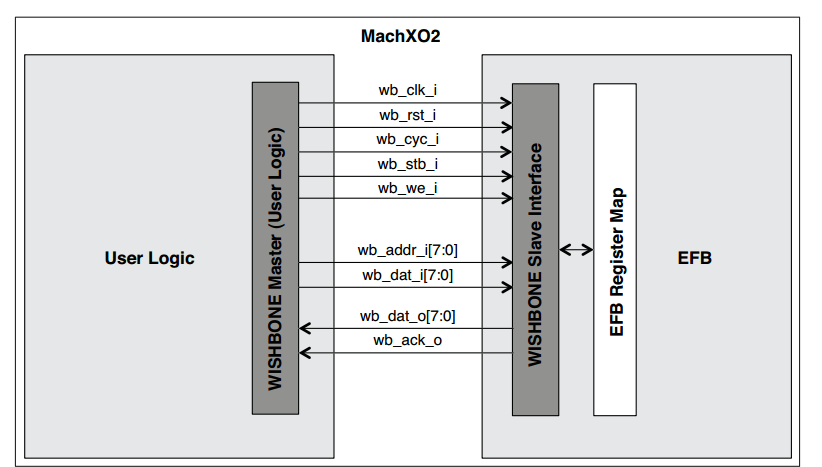 MachXO2
User Logic
WISHBONE Master (User Logic)
wb_clk_i
wb_rst_i
wb_cyc_i
wb_stb_i
wb_we_i
wb_addr_i[7:0]
wb_dat_i[7:0]
wb_dat_o[7:0]
wb_ack_o
WISHBONE Slave Interface
EFB Register Map
EFB